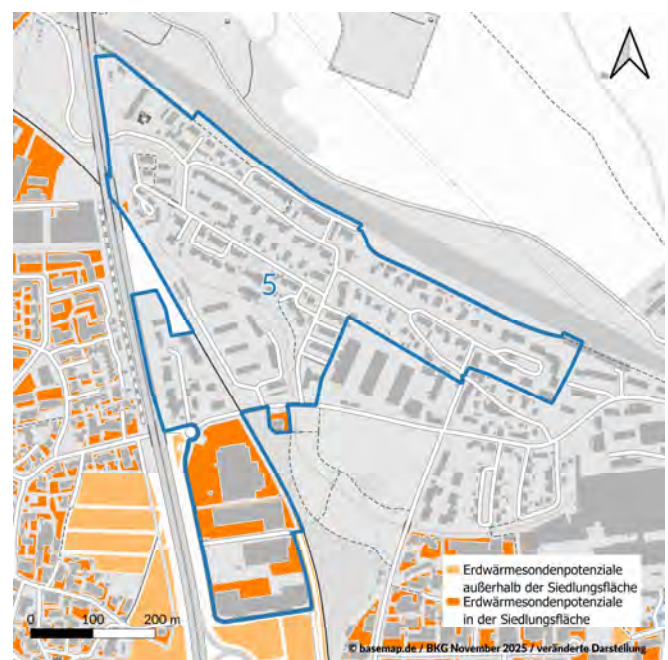 5
Erdwärmesondenpotenziale
außerhalb der Siedlungsfläche
Erdwärmesondenpotenziale
in der Siedlungsfläche
0 100 200 m
© basemap.de / BKG November 2025 / veränderte Darstellung